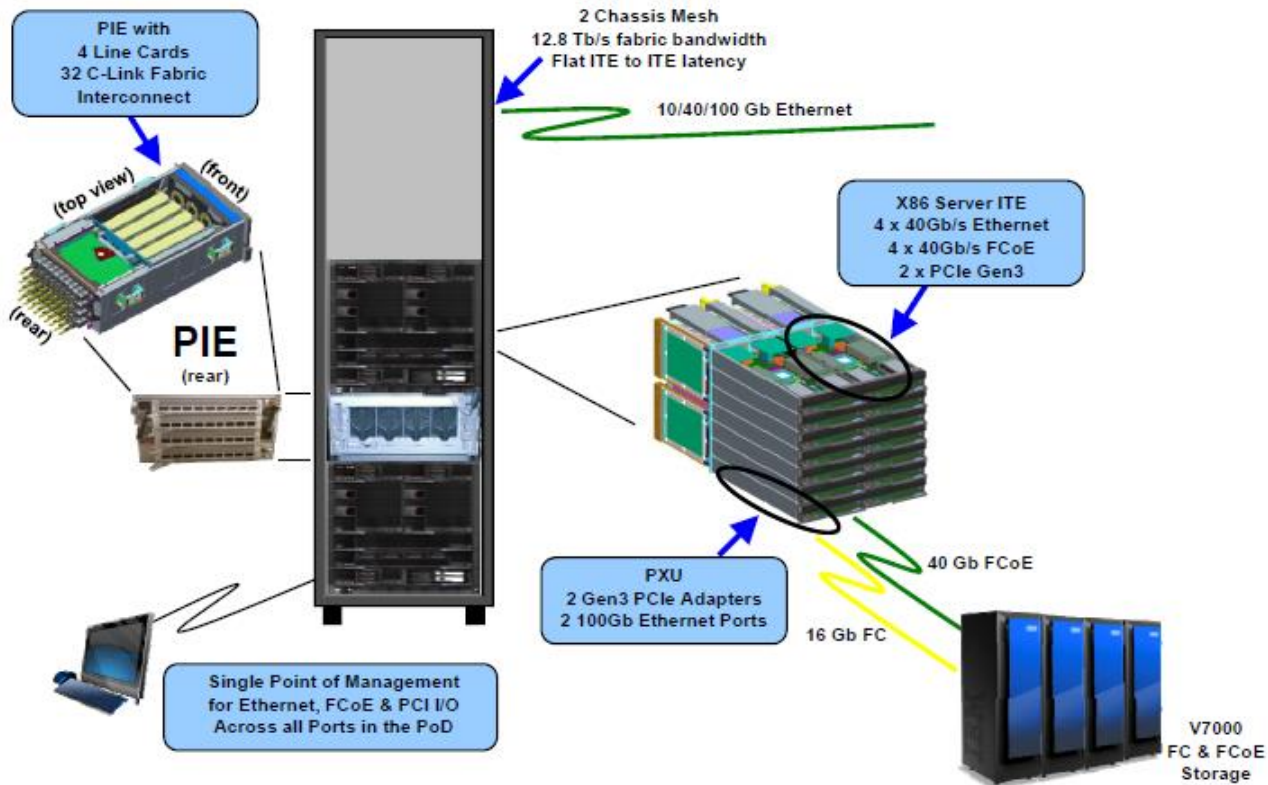 PIE with
4 Line Cards
32 C-Link Fabric
Interconnect
2 Chassis Mesh
12.8 Tb/s fabric bandwidth
Flat ITE to ITE latency
10/40/100 Gb Ethernet
(top view)
(front)
(rear)
PIE
(rear)
X86 Server ITE
4 x 40Gb/s Ethernet
4 x 40Gb/s FCoE
2 x PCIe Gen3
PXU
2 Gen3 PCIe Adapters
2 100Gb Ethernet Ports
40 Gb FCoE
16 Gb FC
Single Point of Management
for Ethernet, FCoE & PCI I/O
Across all Ports in the PoD
V7000
FC & FCoE
Storage